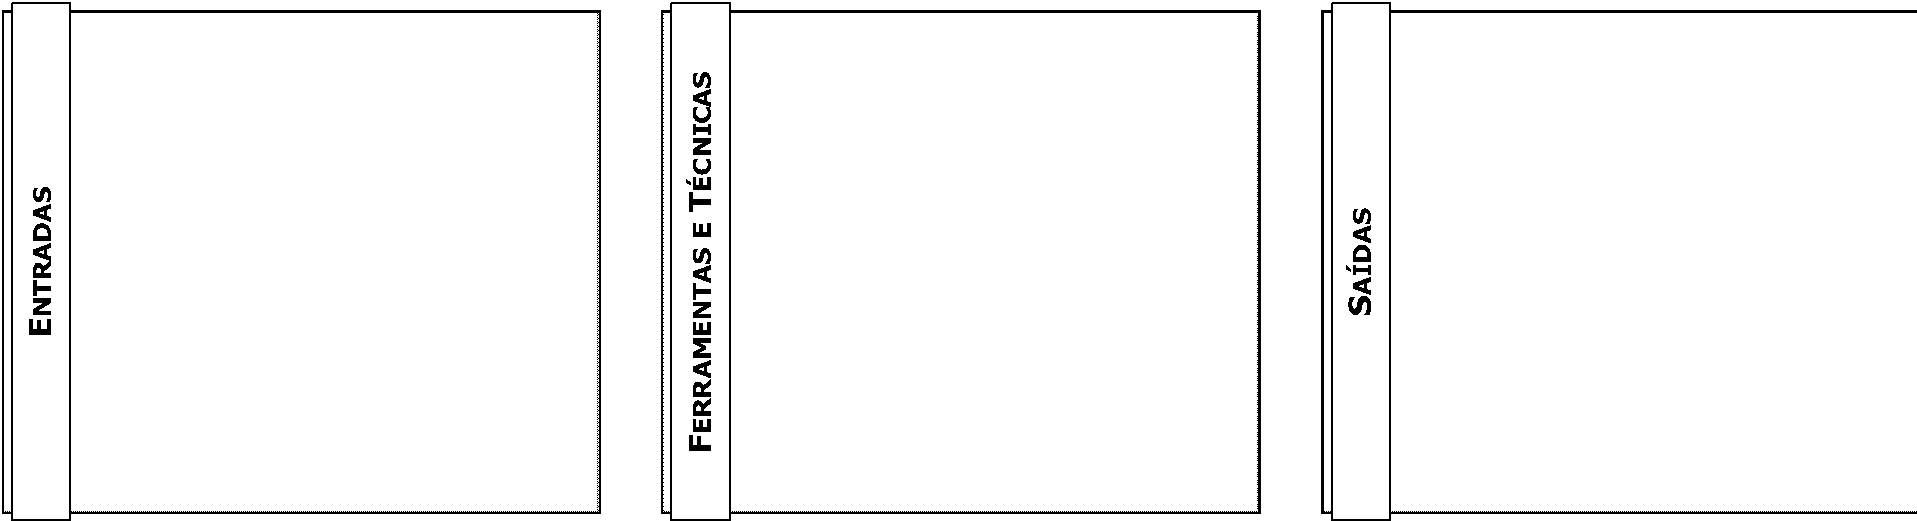 ENTRADAS
FERRAMENTAS E TÉCNICAS
SAÍDAS